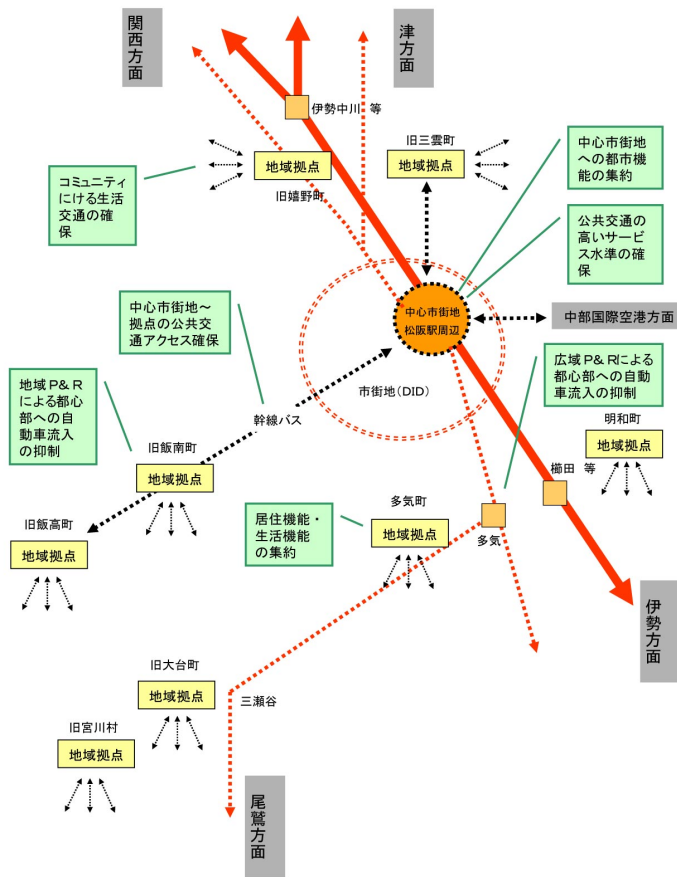 関西方面
津方面
伊勢中川 等
旧三雲町
中心市街地
への都市機
能の集約
地域拠点
地域拠点
コミュニティ
にける生活
交通の確
保
旧嬉野町
公共交通の
高いサービ
ス水準の確
保
中心市街地～
拠点の公共交
通アクセス確保
中心市街地
松阪駅周辺
中部国際空港方面
地域P&R
による都心
部への自
動車流入
の抑制
広域P&Rによる
都心部への自動
車流入の抑制
市街地(DID)
幹線バス
明和町
地域拠点
旧飯南町
地域拠点
櫛田 等
旧飯高町
地域拠点
居住機能・
生活機能
の集約
多気町
地域拠点
多気
伊勢方面
旧大台町
地域拠点
三瀬谷
旧宮川村
地域拠点
尾鷲方面